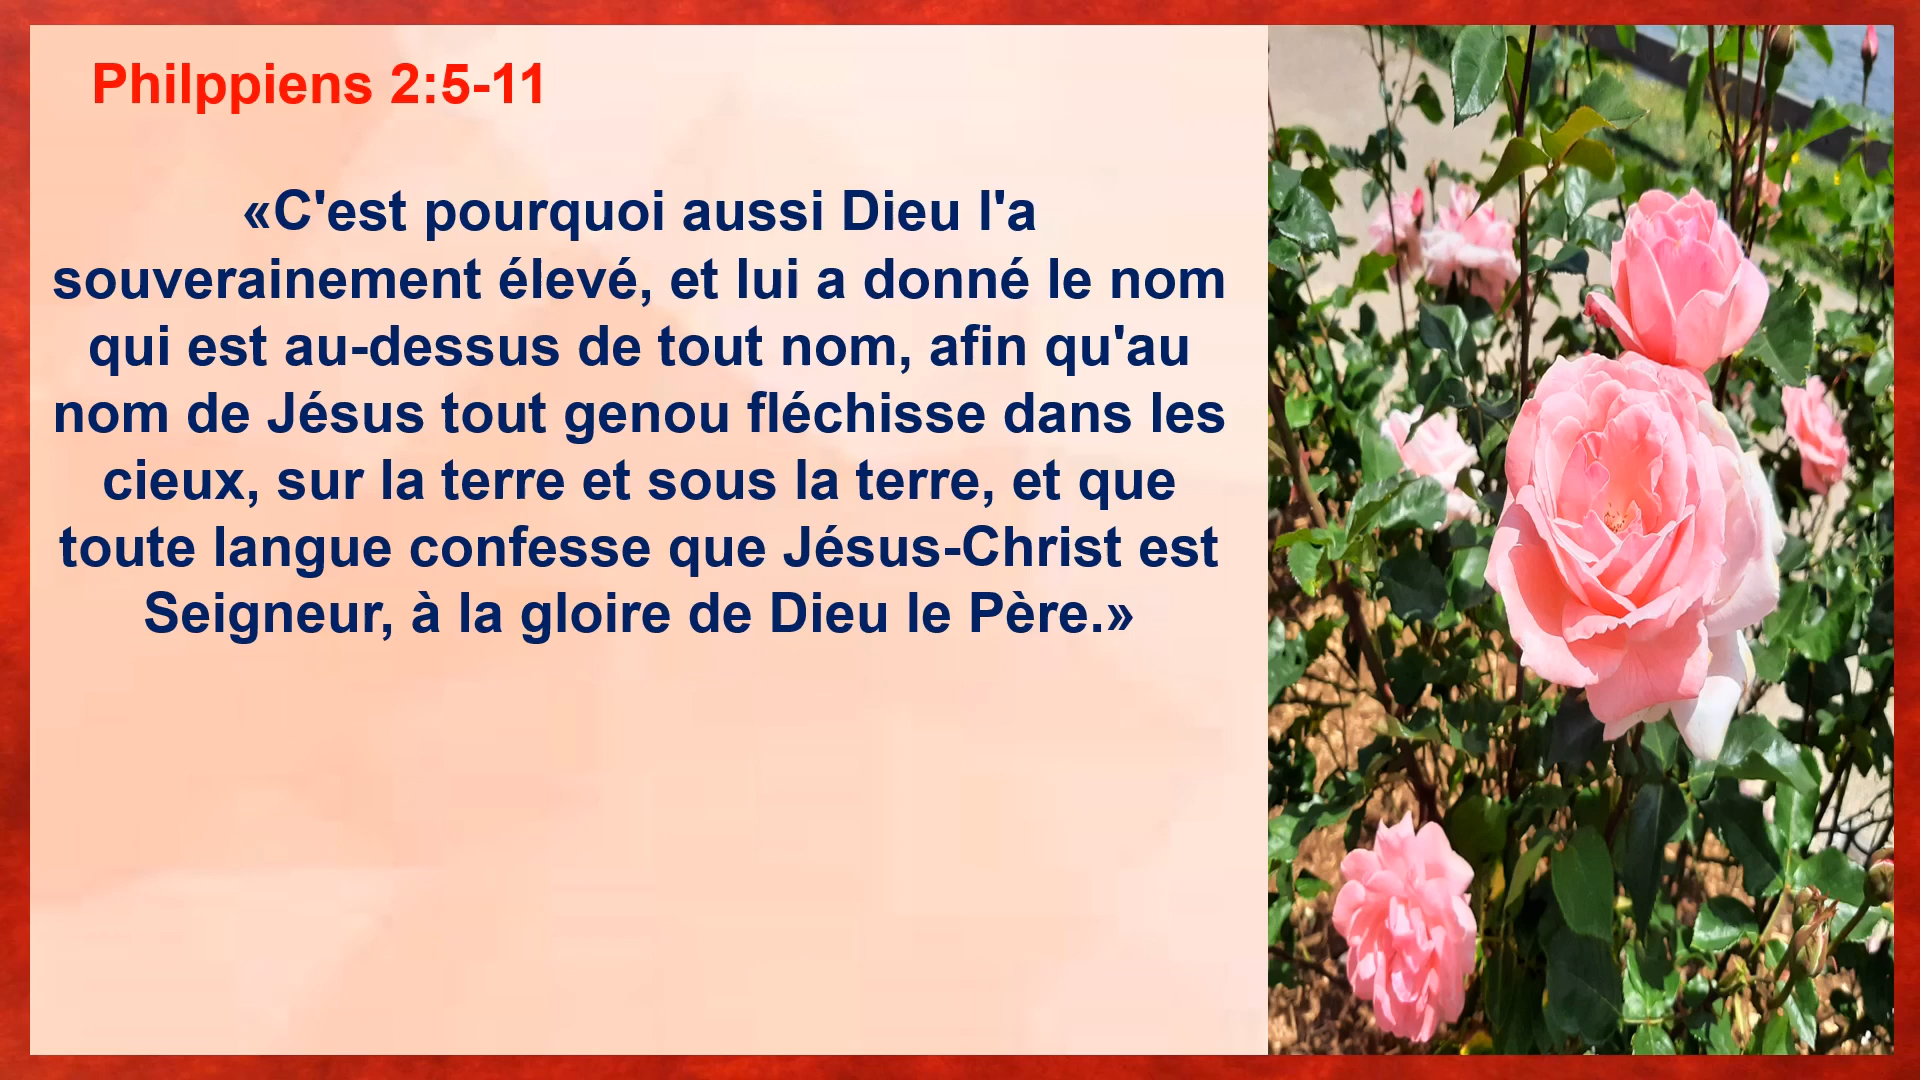 Philppiens 2:5-11
«C'est pourquoi aussi Dieu l'a
souverainement élevé, et lui a donné le nom
qui est au-dessus de tout nom, afin qu'au
nom de Jésus tout genou fléchisse dans les
cieux, sur la terre et sous la terre, et que
toute langue confesse que Jésus-Christ est
Seigneur, à la gloire de Dieu le Père.»